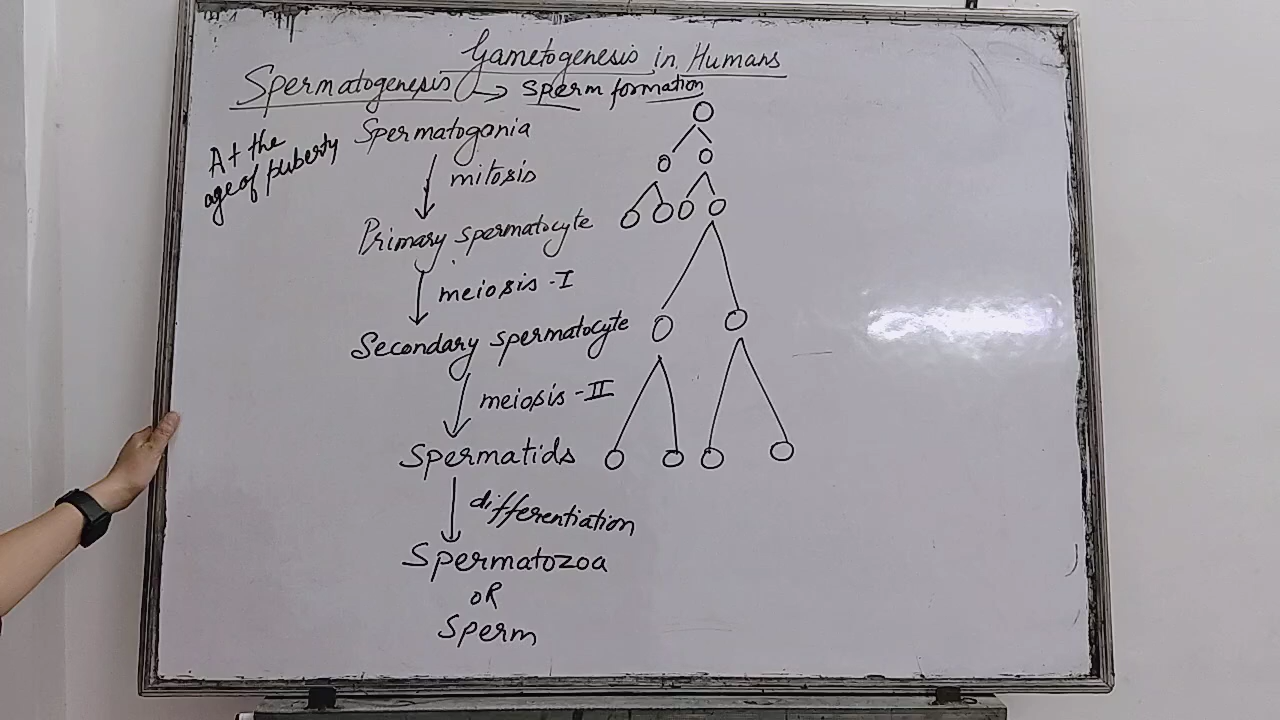 Gametogenesis in Humans
Spermatogenesis → Sperm formation
At the
age of puberty
Spermatogonia
mitosis
Primary spermatocyte
meiosis - I
Secondary spermatocyte
meiosis - II
Spermatids
differentiation
Spermatozoa
OR
Sperm